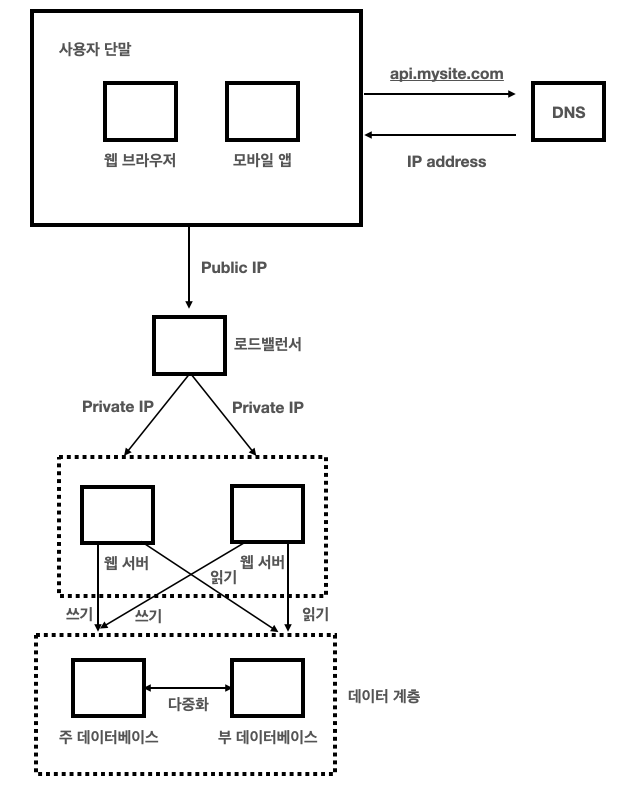 사용자 단말
api.mysite.com
DNS
웹 브라우저
모바일 앱
IP address
Public IP
로드밸런서
Private IP
Private IP
웹 서버
웹 서버
읽기
쓰기
쓰기
읽기
데이터 계층
다중화
주 데이터베이스
부 데이터베이스